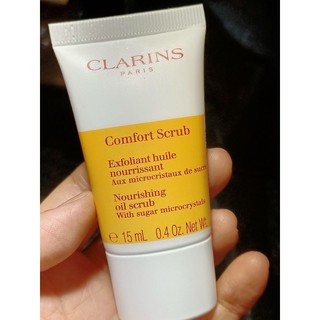 CLARINS
PARIS
Comfort Scrub
Exfoliant huile
nourrissant
Aux microcristaux de sucre
Nourishing
oil scrub
With sugar microcrystals
e 15 mL 0.4 Oz. Net Wt.